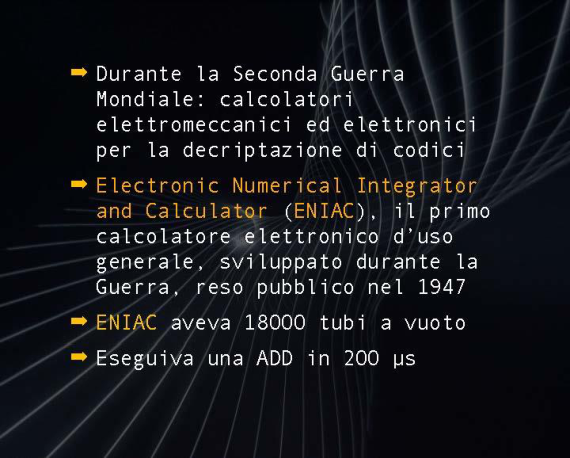 ➡ Durante la Seconda Guerra
Mondiale: calcolatori
elettromeccanici ed elettronici
per la decriptazione di codici
➡ Electronic Numerical Integrator
and Calculator (ENIAC), il primo
calcolatore elettronico d'uso
generale, sviluppato durante la
Guerra, reso pubblico nel 1947
➡ ENIAC aveva 18000 tubi a vuoto
➡ Eseguiva una ADD in 200 µs